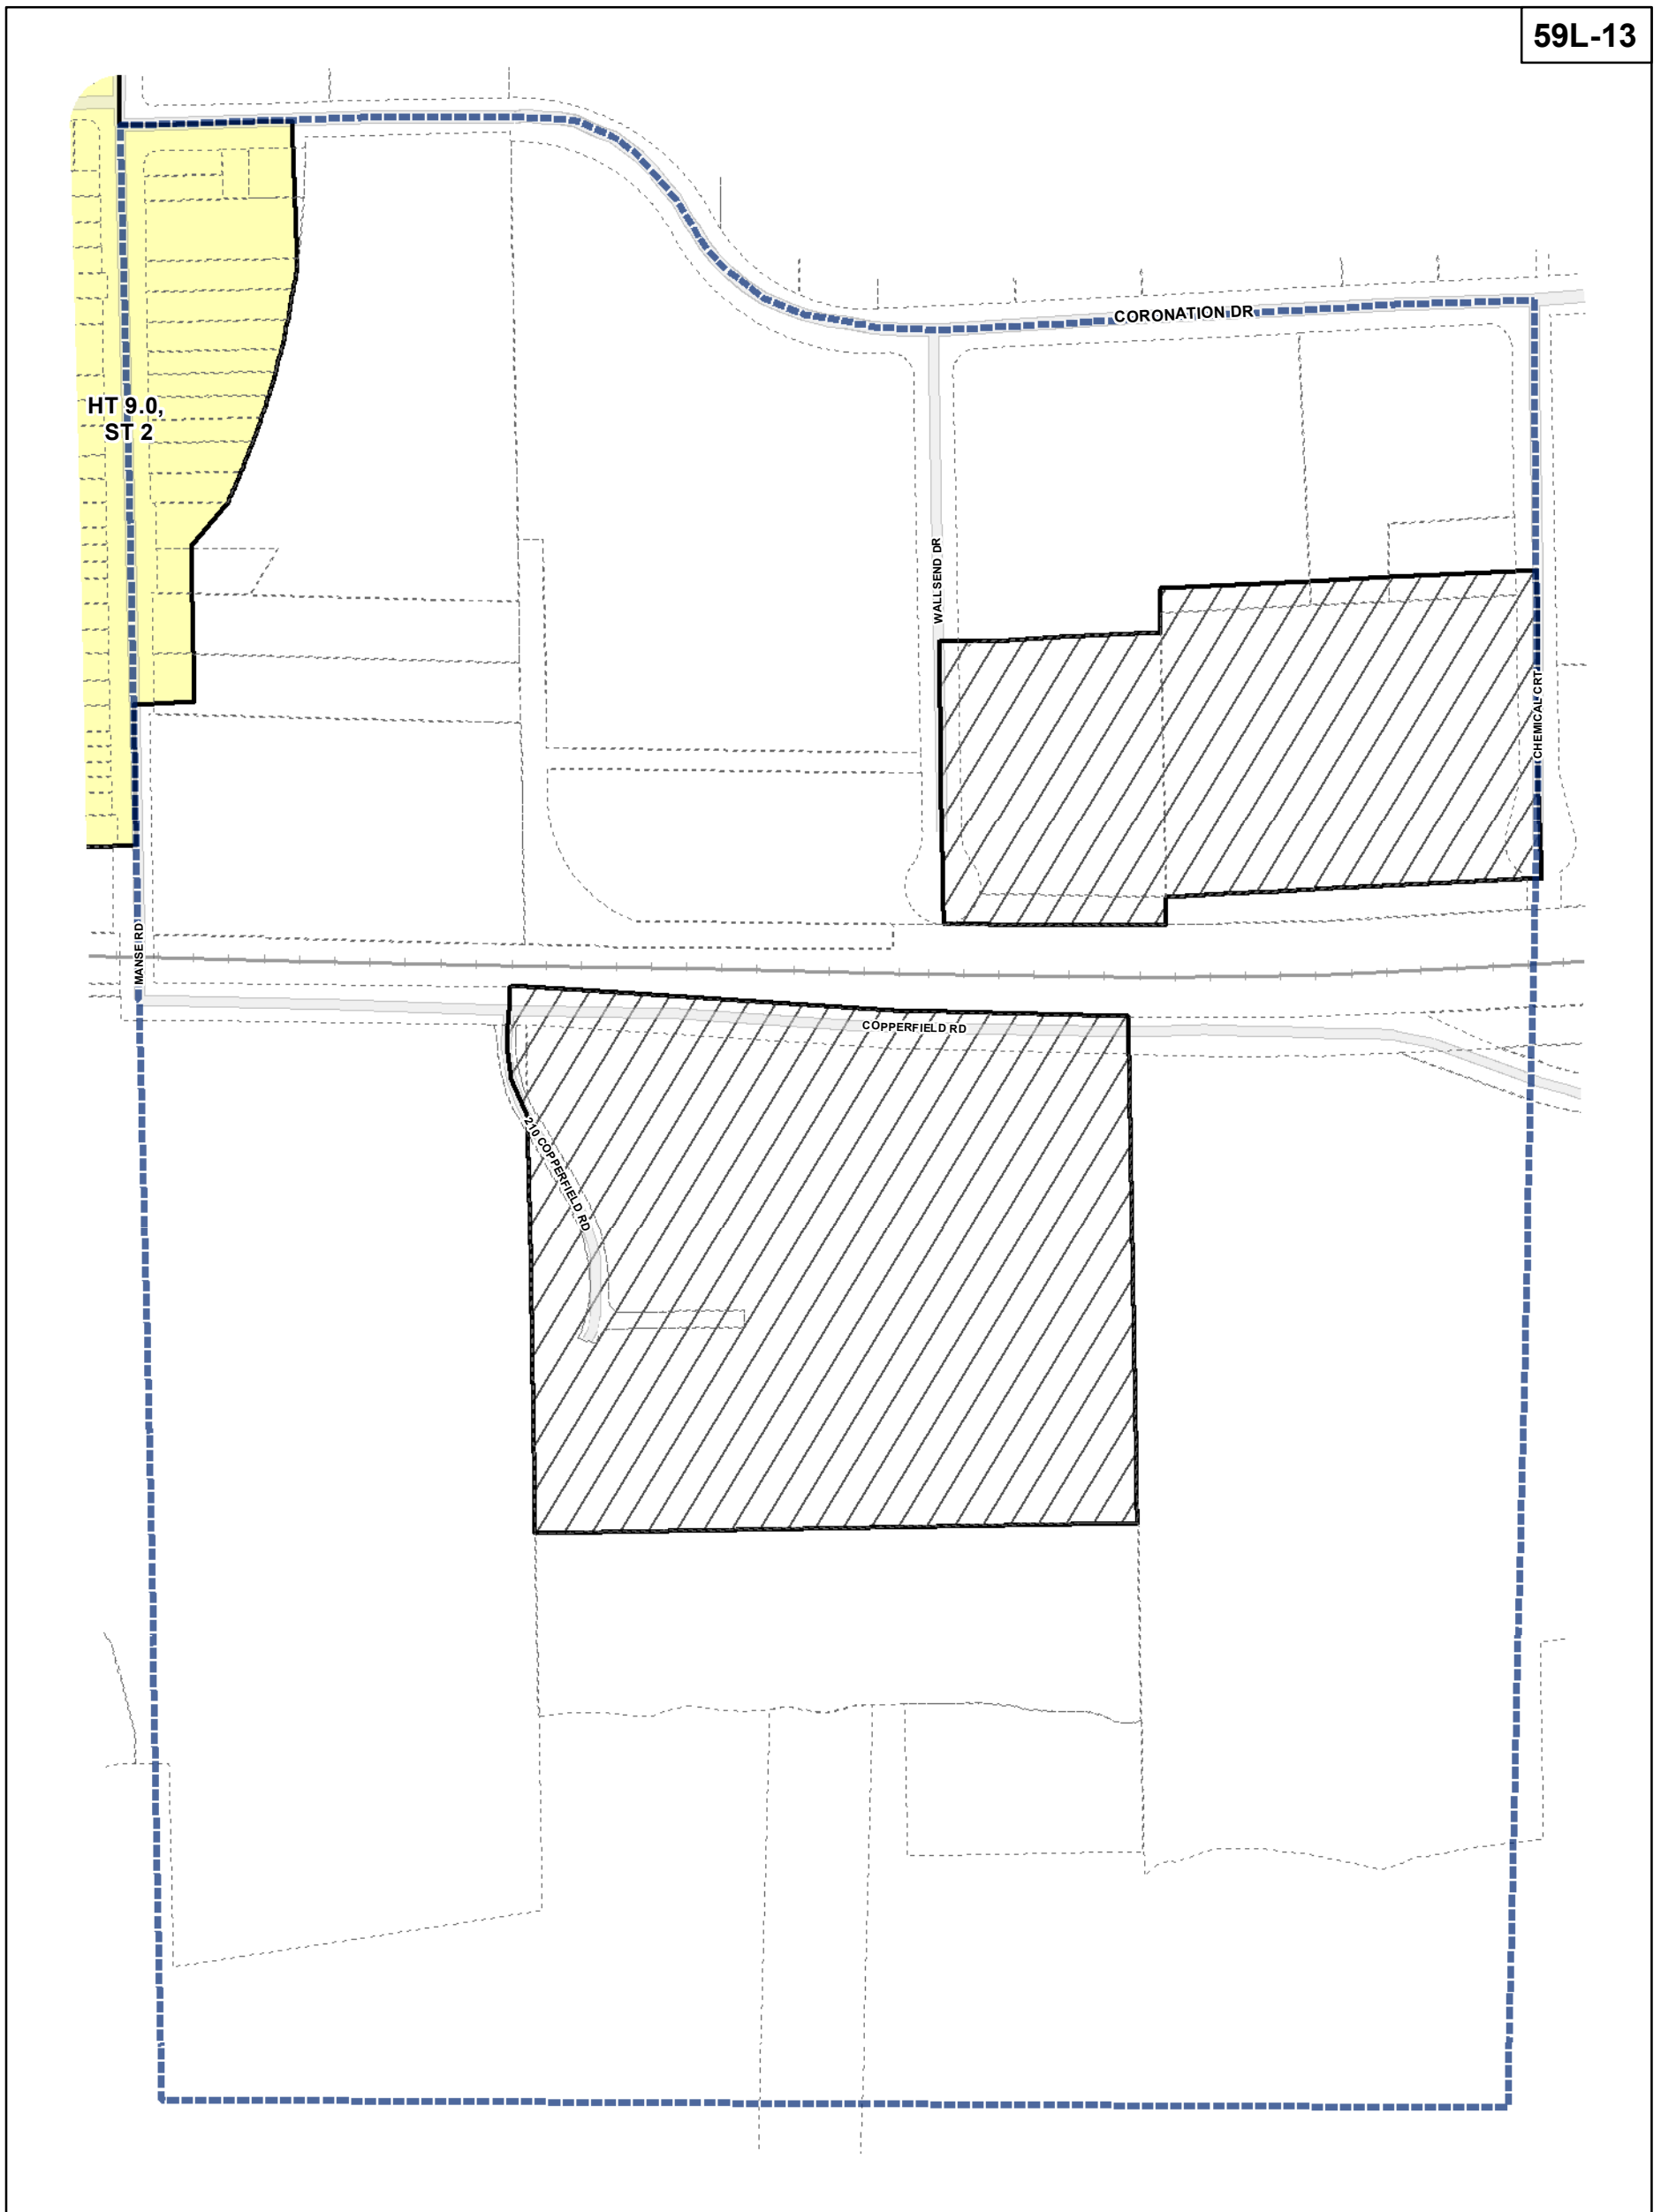 59L-13
CORONATION DR
HT 9.0,
ST 2
WALLSEND DR
CHEMICAL CRT
MANSE RD
COPPERFIELD RD
210 COPPERFIELD RD